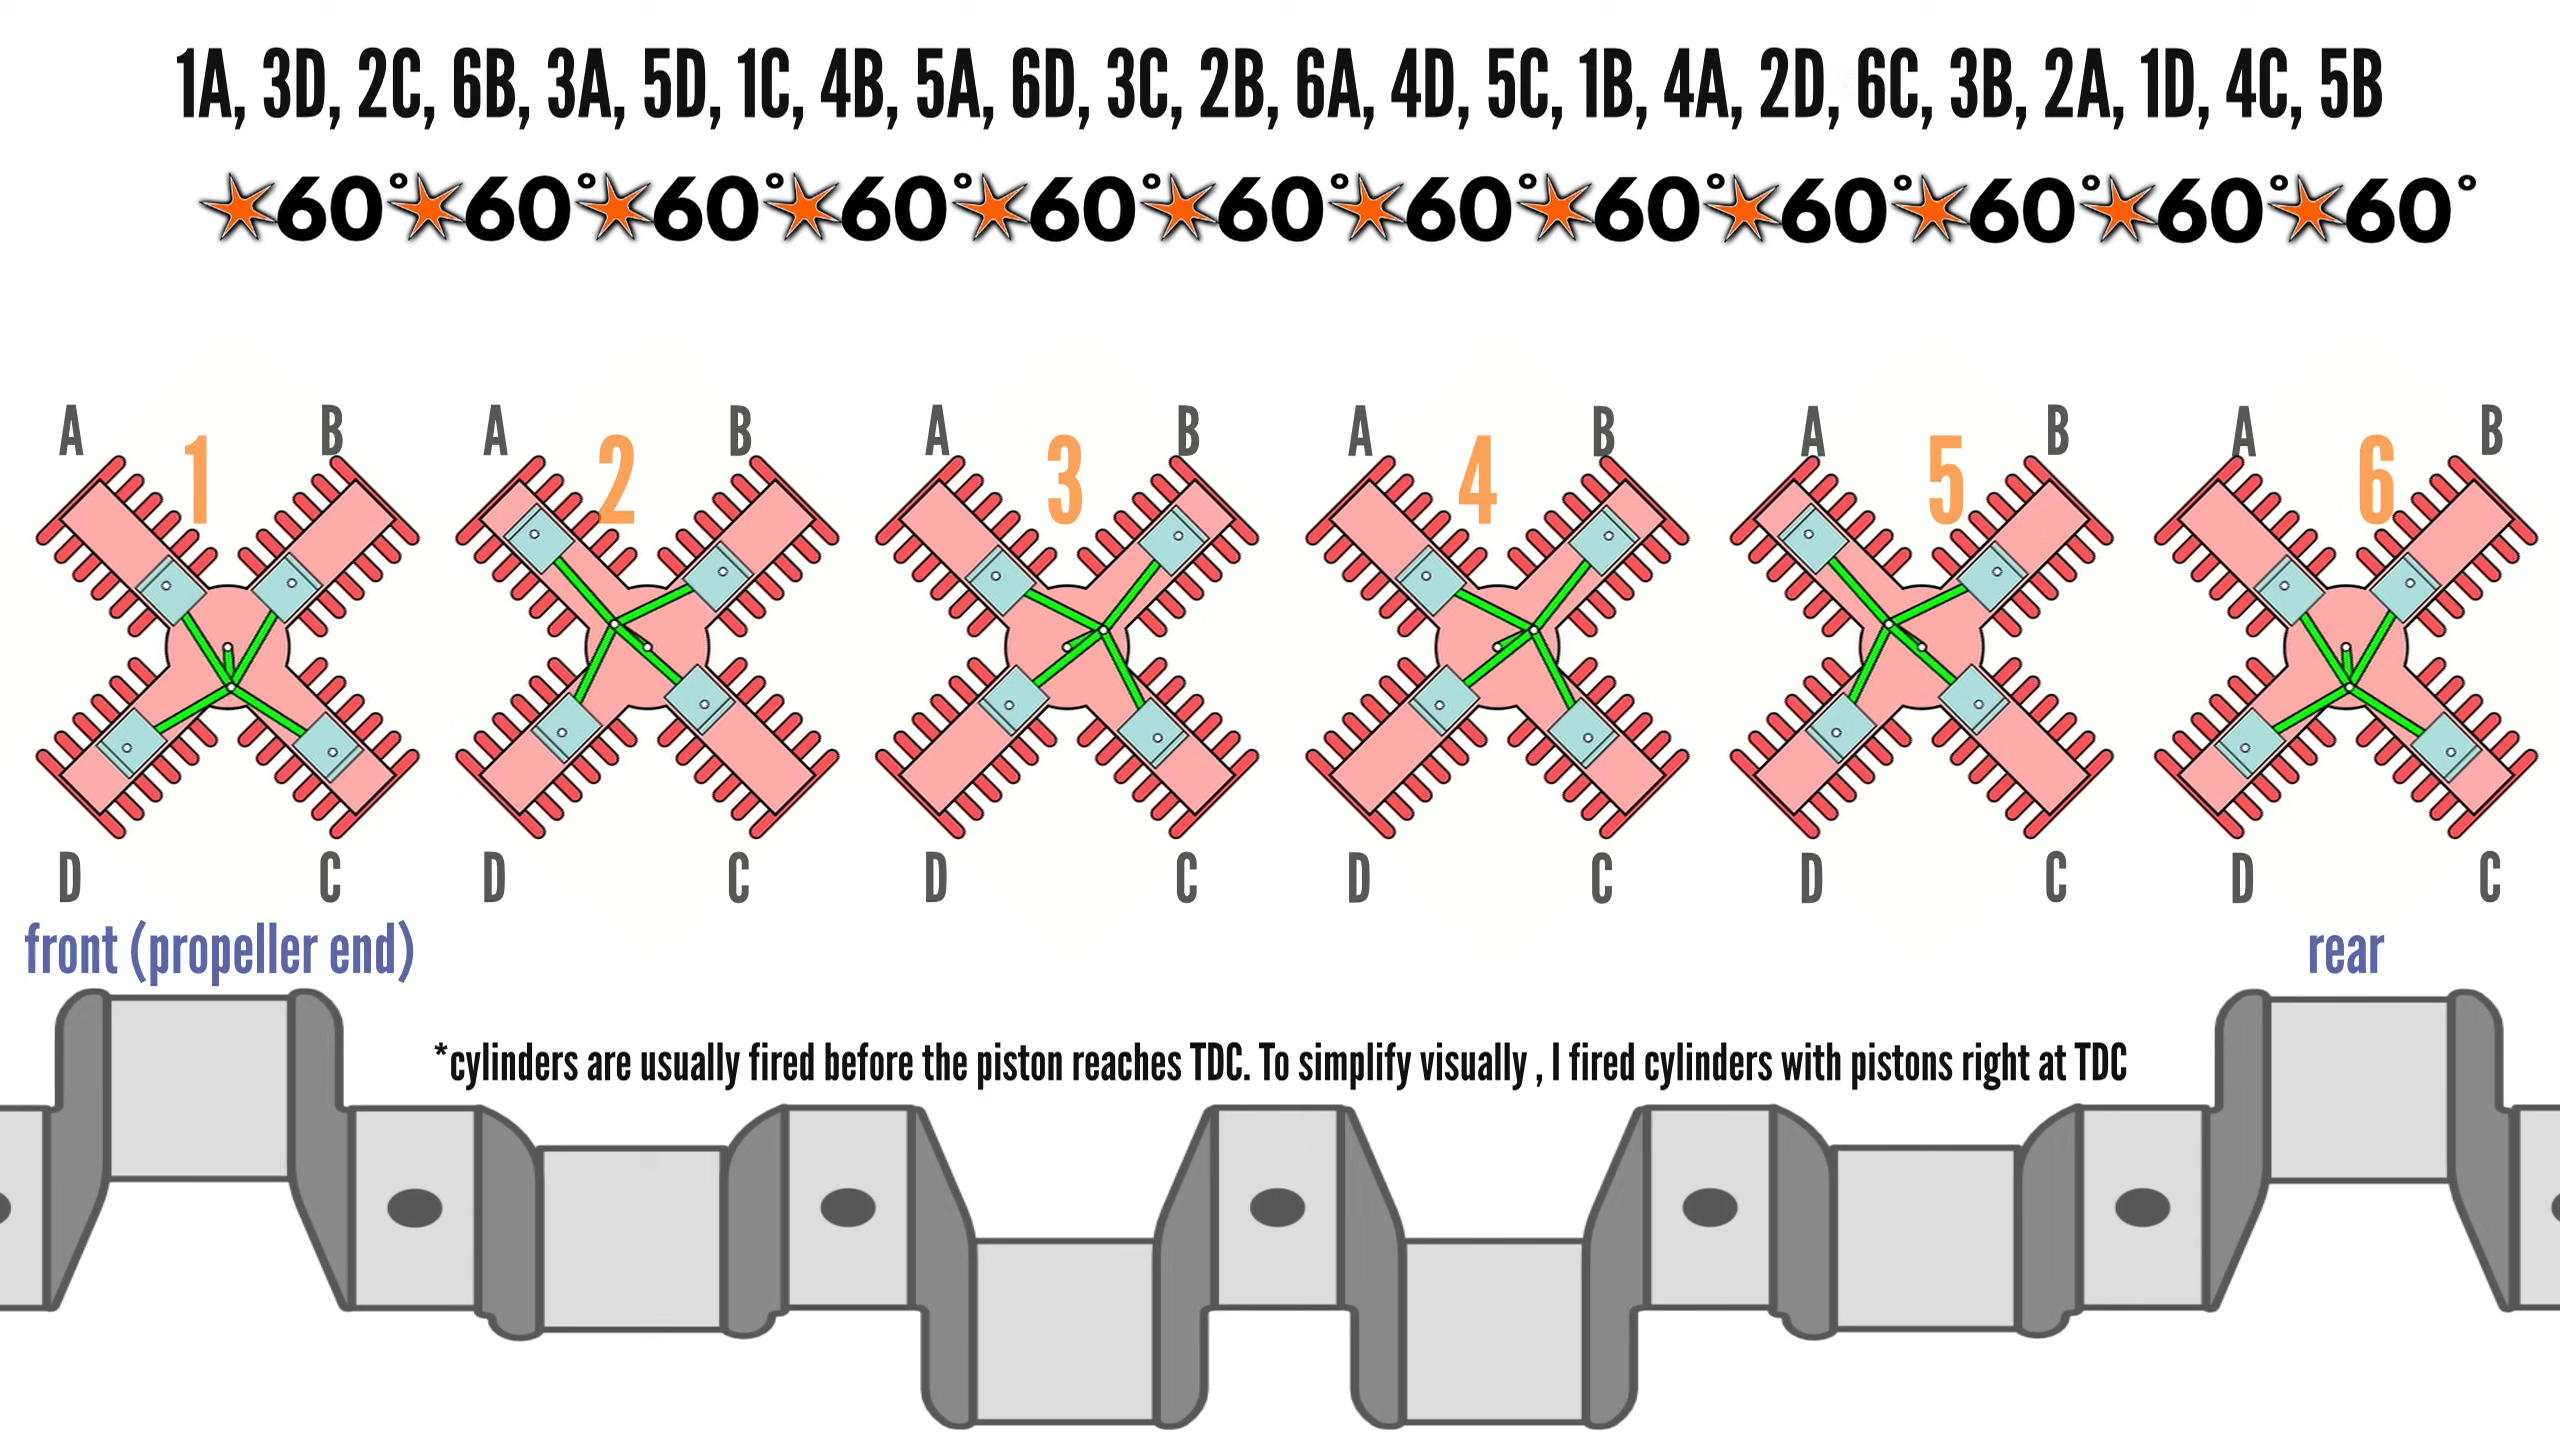 1A, 3D, 2C, 6B, 3A, 5D, 1C, 4B, 5A, 6D, 3C, 2B, 6A, 4D, 5C, 1B, 4A, 2D, 6C, 3B, 2A, 1D, 4C, 5B
60° 60° 60° 60° 60° 60° 60° 60° 60° 60° 60° 60°
A 1 B A 2 B A 3 B A 4 B A 5 B A 6 B
D C D C D C D C D C D C
front (propeller end) rear
*cylinders are usually fired before the piston reaches TDC. To simplify visually , I fired cylinders with pistons right at TDC